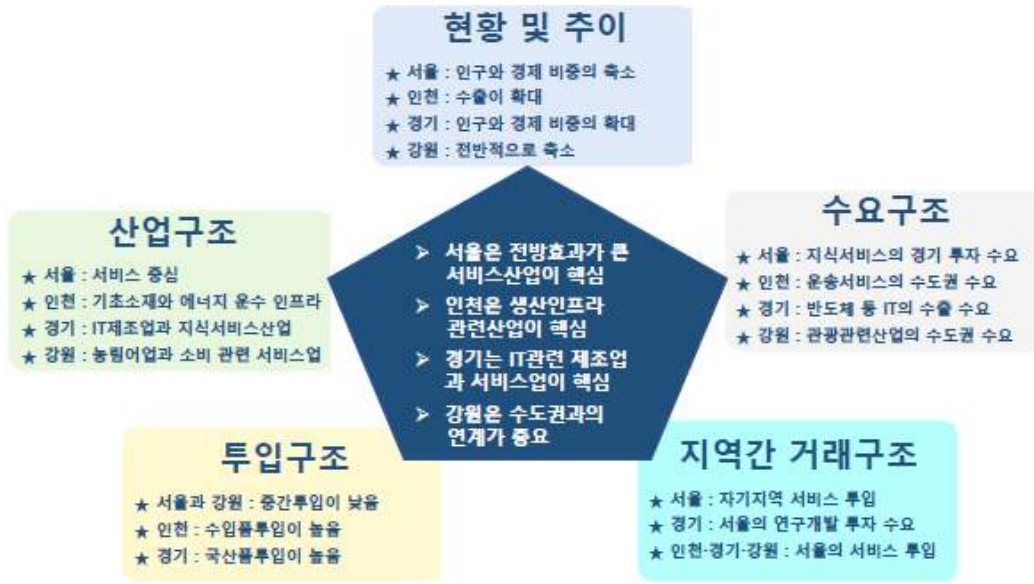 현황 및 추이
★ 서울 : 인구와 경제 비중의 축소
★ 인천 : 수출이 확대
★ 경기 : 인구와 경제 비중의 확대
★ 강원 : 전반적으로 축소
산업구조
★ 서울 : 서비스 중심
★ 인천 : 기초소재와 에너지 운수 인프라
★ 경기 : IT제조업과 지식서비스산업
★ 강원 : 농림어업과 소비 관련 서비스업
➢ 서울은 전방효과가 큰
서비스산업이 핵심
➢ 인천은 생산인프라
관련산업이 핵심
➢ 경기는 IT관련 제조업
과 서비스업이 핵심
➢ 강원은 수도권과의
연계가 중요
수요구조
★ 서울 : 지식서비스의 경기 투자 수요
★ 인천 : 운송서비스의 수도권 수요
★ 경기 : 반도체 등 IT의 수출 수요
★ 강원 : 관광관련산업의 수도권 수요
투입구조
★ 서울과 강원 : 중간투입이 낮음
★ 인천 : 수입품투입이 높음
★ 경기 : 국산품투입이 높음
지역간 거래구조
★ 서울 : 자기지역 서비스 투입
★ 경기 : 서울의 연구개발 투자 수요
★ 인천·경기·강원 : 서울의 서비스 투입